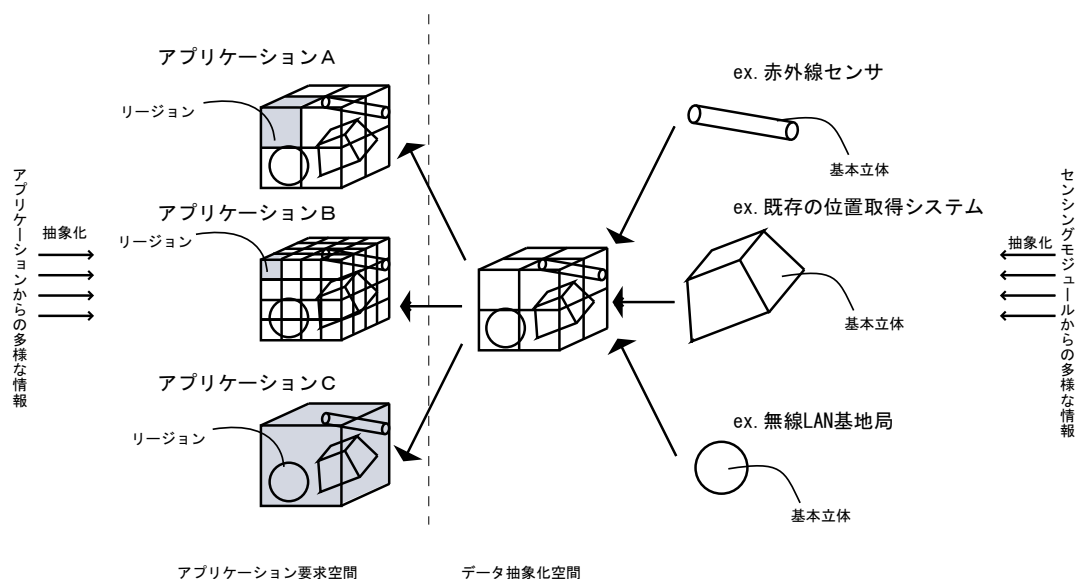 アプリケーションA
リージョン
アプリケーションB
リージョン
アプリケーションC
リージョン
アプリケーションからの多様な情報
抽象化
ex. 赤外線センサ
基本立体
ex. 既存の位置取得システム
基本立体
ex. 無線LAN基地局
基本立体
抽象化
センシングモジュールからの多様な情報
アプリケーション要求空間
データ抽象化空間